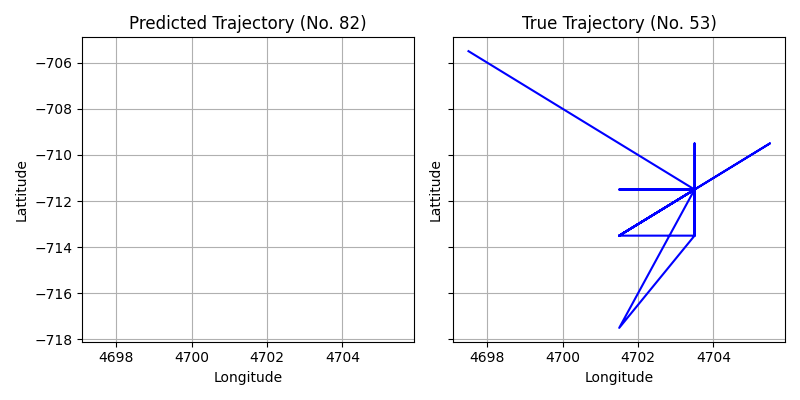 Predicted Trajectory (No. 82)
True Trajectory (No. 53)
−706
−708
−710
−712
−714
−716
−718
Lattitude
Lattitude
4698 4700 4702 4704
4698 4700 4702 4704
Longitude
Longitude